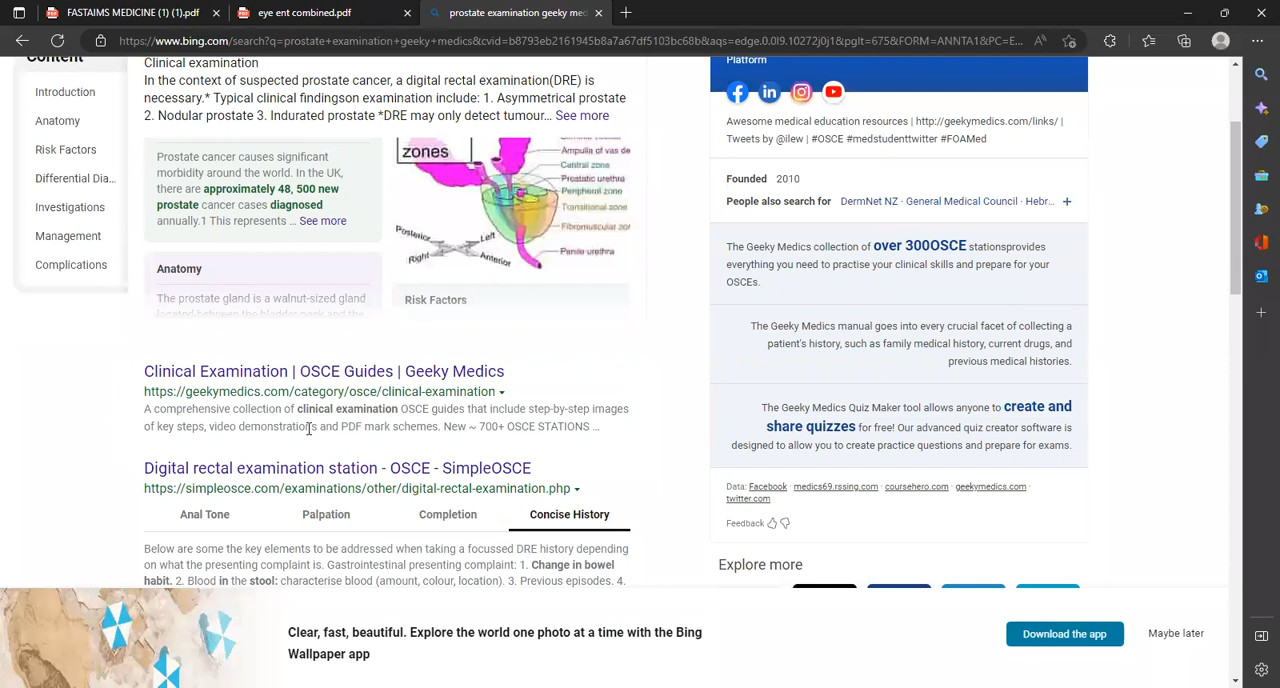 FASTAIMS MEDICINE (1) (1).pdf
eye ent combined.pdf
prostate examination geeky med
https://www.bing.com/search?q=prostate+examination+geeky+medics&cvid=b8793eb2161945b8a7a67df5103bc68b&aqs=edge.0.0l9.10272j0j1&pglt=675&FORM=ANNTA1&PC=E...
Content
Introduction
Anatomy
Risk Factors
Differential Dia...
Investigations
Management
Complications
Clinical examination
In the context of suspected prostate cancer, a digital rectal examination(DRE) is
necessary.* Typical clinical findingson examination include: 1. Asymmetrical prostate
2. Nodular prostate 3. Indurated prostate *DRE may only detect tumour... See more
Prostate cancer causes significant
morbidity around the world. In the UK,
there are approximately 48, 500 new
prostate cancer cases diagnosed
annually.1 This represents ... See more
zones
Ampulla of vas de
Central zone
Prostatic urethra
Peripheral zone
Transitional zone
Fibromuscular zor
Penile urethra
Posterior
Left
Right
Anterior
Anatomy
The prostate gland is a walnut-sized gland
located between the bladder neck and the
Risk Factors
Clinical Examination | OSCE Guides | Geeky Medics
https://geekymedics.com/category/osce/clinical-examination
A comprehensive collection of clinical examination OSCE guides that include step-by-step images
of key steps, video demonstrations and PDF mark schemes. New ~ 700+ OSCE STATIONS ...
Digital rectal examination station - OSCE - SimpleOSCE
https://simpleosce.com/examinations/other/digital-rectal-examination.php
Anal Tone
Palpation
Completion
Concise History
Below are some the key elements to be addressed when taking a focussed DRE history depending
on what the presenting complaint is. Gastrointestinal presenting complaint: 1. Change in bowel
habit. 2. Blood in the stool: characterise blood (amount, colour, location). 3. Previous episodes. 4.
Platform
Awesome medical education resources | http://geekymedics.com/links/ |
Tweets by @ilew | #OSCE #medstudenttwitter #FOAMed
Founded 2010
People also search for DermNet NZ · General Medical Council · Hebr... +
The Geeky Medics collection of over 300OSCE stationsprovides
everything you need to practise your clinical skills and prepare for your
OSCEs.
The Geeky Medics manual goes into every crucial facet of collecting a
patient's history, such as family medical history, current drugs, and
previous medical histories.
The Geeky Medics Quiz Maker tool allows anyone to create and
share quizzes for free! Our advanced quiz creator software is
designed to allow you to create practice questions and prepare for exams.
Data: Facebook · medics69.rssing.com · coursehero.com · geekymedics.com ·
twitter.com
Feedback
Explore more
Clear, fast, beautiful. Explore the world one photo at a time with the Bing
Wallpaper app
Download the app
Maybe later